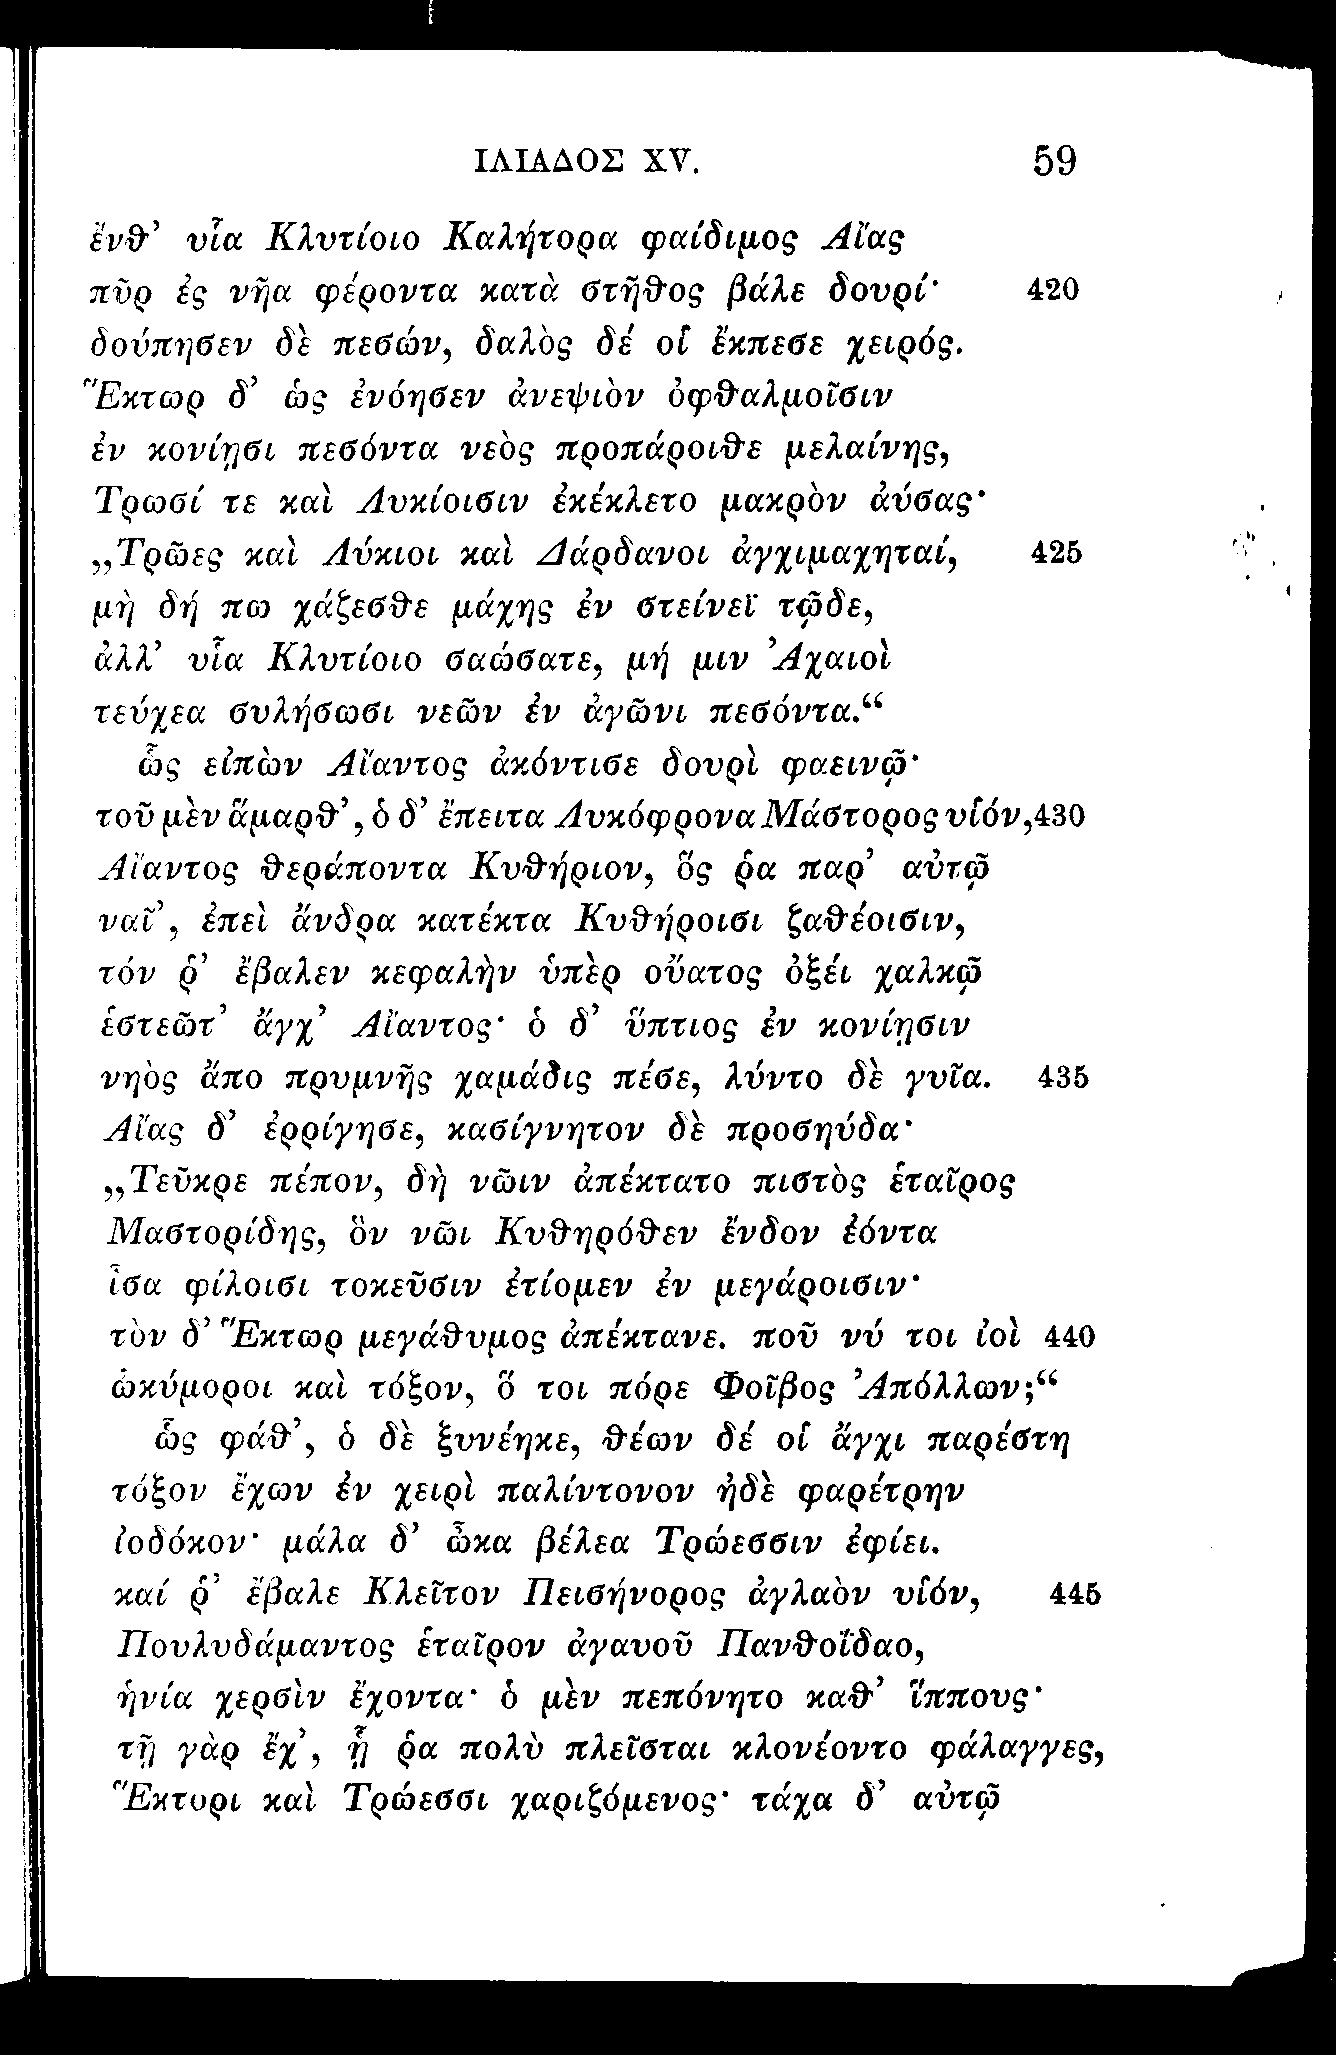 ΙΛΙΑΔΟΣ XV. 59
ἔνθ’ υἷα Κλυτίοιο Καλήτορα φαίδιμος Αἴας
πῦρ ἐς νῆα φέροντα κατὰ στῆθος βάλε δουρί· 420
δούπησεν δὲ πεσών, δαλὸς δέ οἱ ἔκπεσε χειρός.
Ἕκτωρ δ’ ὡς ἐνόησεν ἀνεψιὸν ὀφθαλμοῖσιν
ἐν κονίῃσι πεσόντα νεὸς προπάροιθε μελαίνης,
Τρωσί τε καὶ Λυκίοισιν ἐκέκλετο μακρὸν ἀύσας·
„Τρῶες καὶ Λύκιοι καὶ Δάρδανοι ἀγχιμαχηταί, 425
μὴ δή πω χάζεσθε μάχης ἐν στείνεϊ τῷδε,
ἀλλ’ υἷα Κλυτίοιο σαώσατε, μή μιν Ἀχαιοὶ
τεύχεα συλήσωσι νεῶν ἐν ἀγῶνι πεσόντα.“
ὣς εἰπὼν Αἴαντος ἀκόντισε δουρὶ φαεινῷ·
τοῦ μὲν ἅμαρθ’, ὁ δ’ ἔπειτα Λυκόφρονα Μάστορος υἱόν, 430
Αἴαντος θεράποντα Κυθήριον, ὅς ῥα παρ’ αὐτῷ
ναῖ’, ἐπεὶ ἄνδρα κατέκτα Κυθήροισι ζαθέοισιν,
τόν ῥ’ ἔβαλεν κεφαλὴν ὑπὲρ οὔατος ὀξέι χαλκῷ
ἑστεῶτ’ ἄγχ’ Αἴαντος· ὁ δ’ ὕπτιος ἐν κονίῃσιν
νηὸς ἄπο πρυμνῆς χαμάδις πέσε, λύντο δὲ γυῖα. 435
Αἴας δ’ ἐρρίγησε, κασίγνητον δὲ προσηύδα·
„Τεῦκρε πέπον, δὴ νῶιν ἀπέκτατο πιστὸς ἑταῖρος
Μαστορίδης, ὃν νῶι Κυθηρόθεν ἔνδον ἐόντα
ἶσα φίλοισι τοκεῦσιν ἐτίομεν ἐν μεγάροισιν·
τὸν δ’ Ἕκτωρ μεγάθυμος ἀπέκτανε. ποῦ νύ τοι ἰοὶ 440
ὠκύμοροι καὶ τόξον, ὅ τοι πόρε Φοῖβος Ἀπόλλων;“
ὣς φάθ’, ὁ δὲ ξυνέηκε, θέων δέ οἱ ἄγχι παρέστη
τόξον ἔχων ἐν χειρὶ παλίντονον ἠδὲ φαρέτρην
ἰοδόκον· μάλα δ’ ὦκα βέλεα Τρώεσσιν ἐφίει.
καί ῥ’ ἔβαλε Κλεῖτον Πεισήνορος ἀγλαὸν υἱόν, 445
Πουλυδάμαντος ἑταῖρον ἀγαυοῦ Πανθοΐδαο,
ἡνία χερσὶν ἔχοντα· ὁ μὲν πεπόνητο καθ’ ἵππους·
τῇ γὰρ ἔχ’, ᾗ ῥα πολὺ πλεῖσται κλονέοντο φάλαγγες,
Ἕκτορι καὶ Τρώεσσι χαριζόμενος· τάχα δ’ αὐτῷ